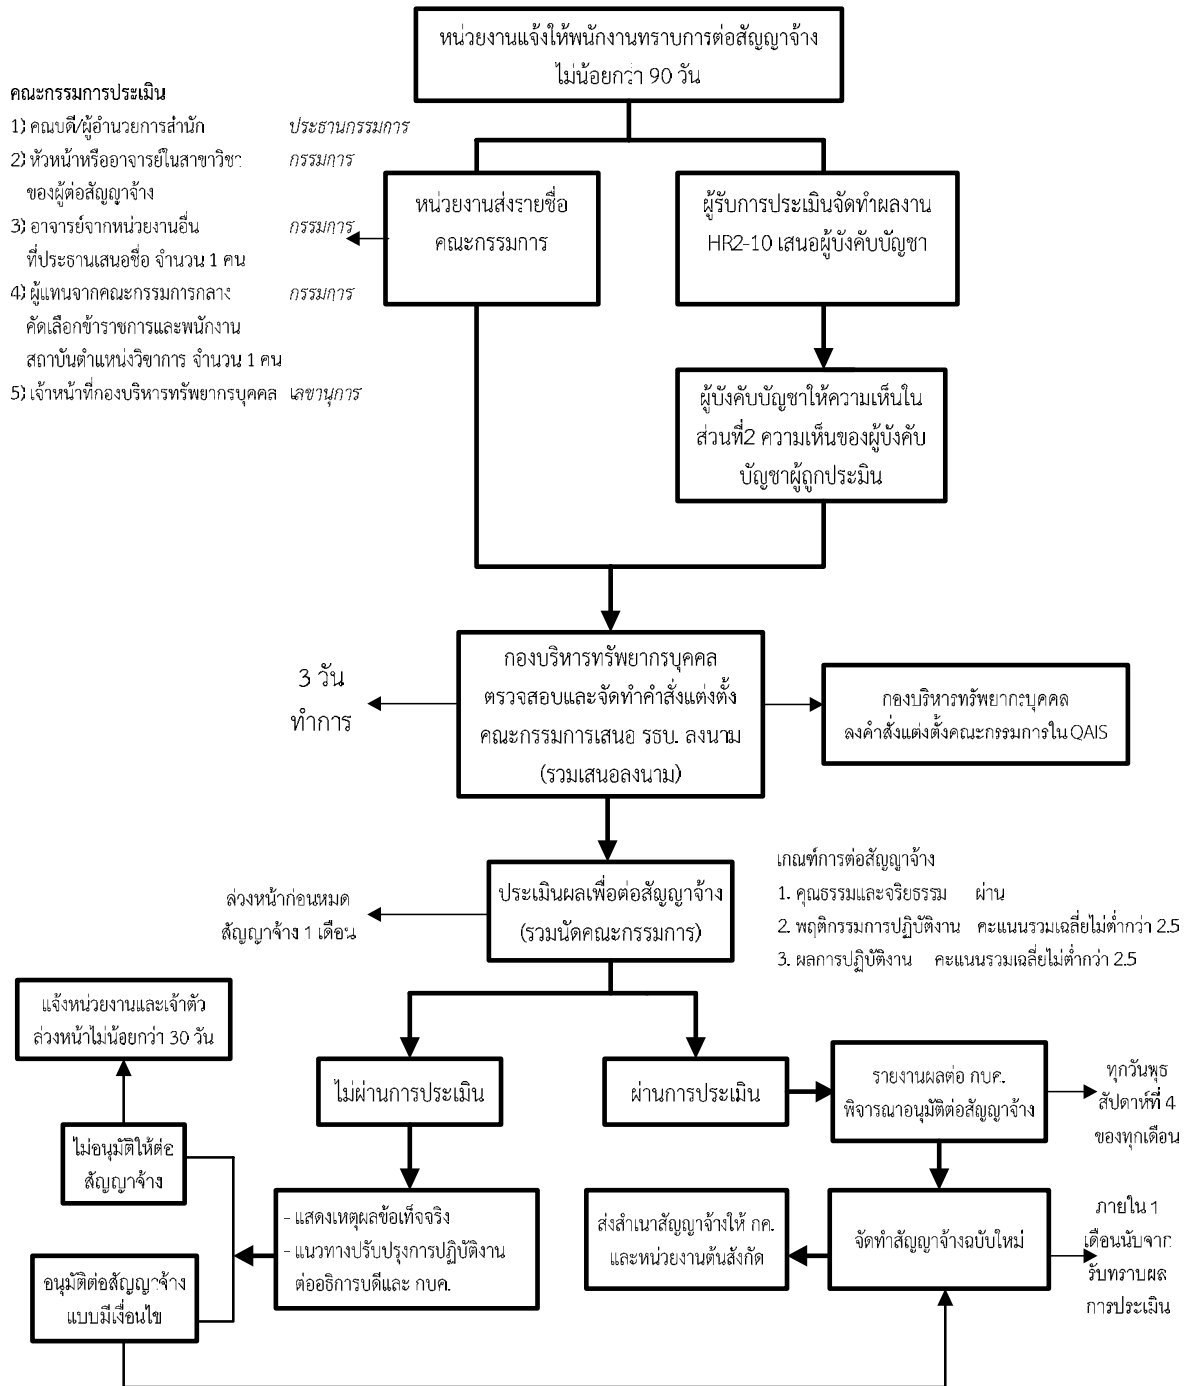 หน่วยงานแจ้งให้พนักงานทราบการต่อสัญญาจ้าง
ไม่น้อยกว่า 90 วัน
คณะกรรมการประเมิน
1) คณบดี/ผู้อำนวยการสำนัก ประธานกรรมการ
2) หัวหน้าหรืออาจารย์ในสาขาวิชา กรรมการ
ของผู้ต่อสัญญาจ้าง
3) อาจารย์จากหน่วยงานอื่น กรรมการ
ที่ประธานเสนอชื่อ จำนวน 1 คน
4) ผู้แทนจากคณะกรรมการกลาง กรรมการ
คัดเลือกข้าราชการและพนักงาน
สถาบันตำแหน่งวิชาการ จำนวน 1 คน
5) เจ้าหน้าที่กองบริหารทรัพยากรบุคคล เลขานุการ
หน่วยงานส่งรายชื่อ
คณะกรรมการ
ผู้รับการประเมินจัดทำผลงาน
HR2-10 เสนอผู้บังคับบัญชา
ผู้บังคับบัญชาให้ความเห็นใน
ส่วนที่2 ความเห็นของผู้บังคับ
บัญชาผู้ถูกประมิน
3 วัน
ทำการ
กองบริหารทรัพยากรบุคคล
ตรวจสอบและจัดทำคำสั่งแต่งตั้ง
คณะกรรมการเสนอ รธบ. ลงนาม
(รวมเสนอลงนาม)
กองบริหารทรัพยากรบุคคล
ลงคำสั่งแต่งตั้งคณะกรรมการใน QAIS
ล่วงหน้าก่อนหมด
สัญญาจ้าง 1 เดือน
ประเมินผลเพื่อต่อสัญญาจ้าง
(รวมนัดคณะกรรมการ)
เกณฑ์การต่อสัญญาจ้าง
1. คุณธรรมและจริยธรรม ผ่าน
2. พฤติกรรมการปฏิบัติงาน คะแนนรวมเฉลี่ยไม่ต่ำกว่า 2.5
3. ผลการปฏิบัติงาน คะแนนรวมเฉลี่ยไม่ต่ำกว่า 2.5
แจ้งหน่วยงานและเจ้าตัว
ล่วงหน้าไม่น้อยกว่า 30 วัน
ไม่ผ่านการประเมิน
ผ่านการประเมิน
รายงานผลต่อ กบค.
พิจารณาอนุมัติต่อสัญญาจ้าง
ทุกวันพุธ
สัปดาห์ที่ 4
ของทุกเดือน
ไม่อนุมัติให้ต่อ
สัญญาจ้าง
- แสดงเหตุผลข้อเท็จจริง
- แนวทางปรับปรุงการปฏิบัติงาน
ต่ออธิการบดีและ กบค.
ส่งสำเนาสัญญาจ้างให้ กค.
และหน่วยงานต้นสังกัด
จัดทำสัญญาจ้างฉบับใหม่
ภายใน 1
เดือนนับจาก
รับทราบผล
การประเมิน
อนุมัติต่อสัญญาจ้าง
แบบมีเงื่อนไข